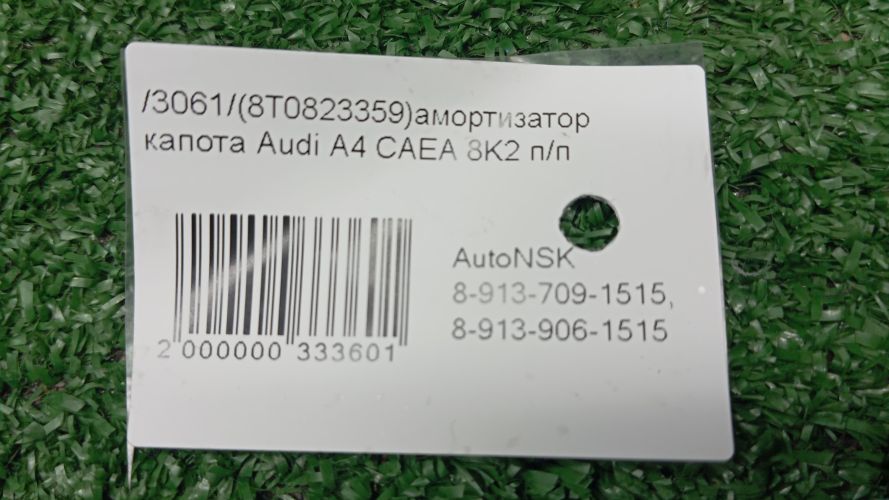 /3061/(8T0823359)амортизатор
капота Audi A4 CAEA 8K2 п/п
AutoNSK
8-913-709-1515,
8-913-906-1515
2 000000 333601